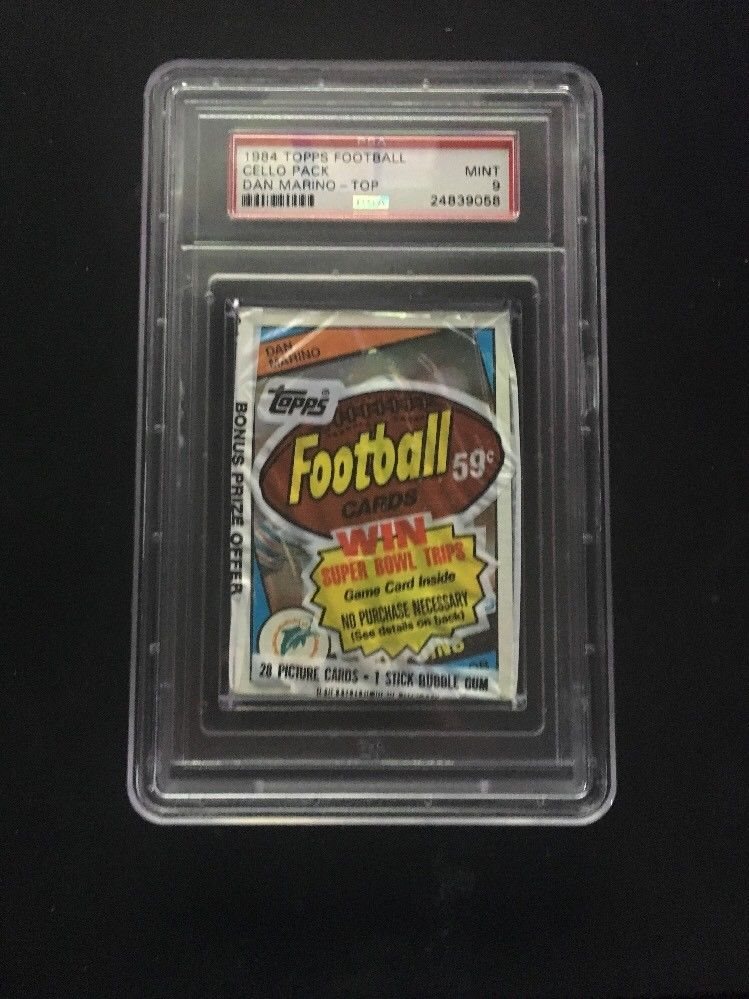 1984 TOPPS FOOTBALL
CELLO PACK MINT
DAN MARINO - TOP 9
24839058
DAN
MARINO
Topps®
Football 59¢
CARDS
WIN
SUPER BOWL TRIPS
Game Card Inside
NO PURCHASE NECESSARY
(See details on back)
28 PICTURE CARDS • 1 STICK BUBBLE GUM
BONUS PRIZE OFFER